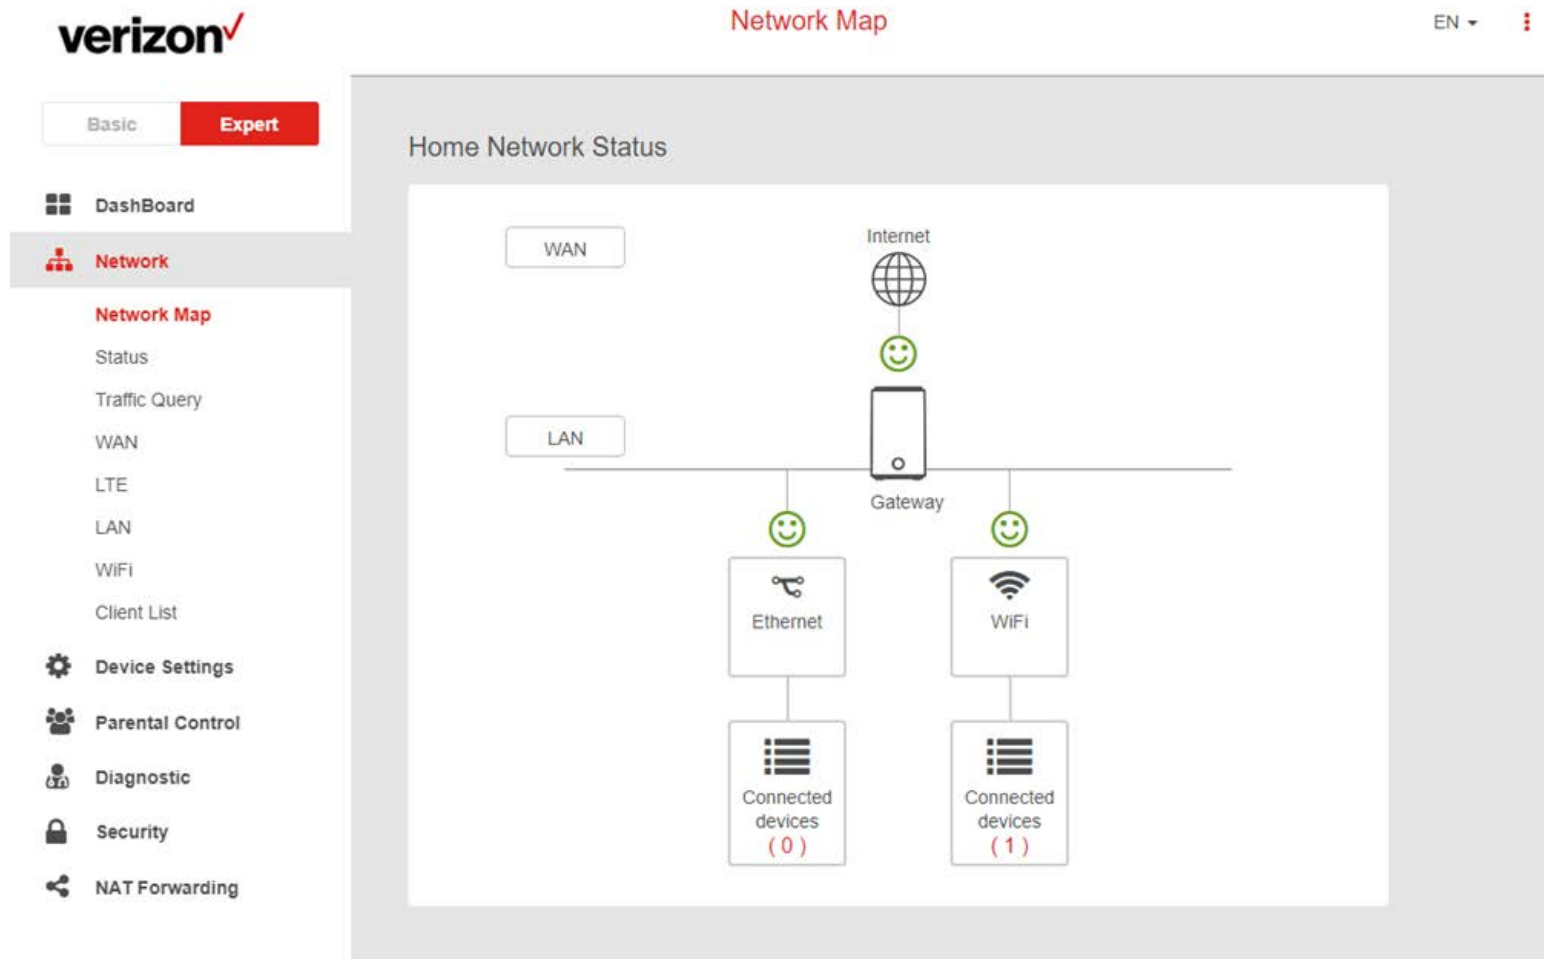 verizon
Network Map
EN
Basic
Expert
Home Network Status
DashBoard
Network
Network Map
Status
Traffic Query
WAN
LTE
LAN
WiFi
Client List
Device Settings
Parental Control
Diagnostic
Security
NAT Forwarding
WAN
Internet
LAN
Gateway
Ethernet
WiFi
Connected
devices
( 0 )
Connected
devices
( 1 )